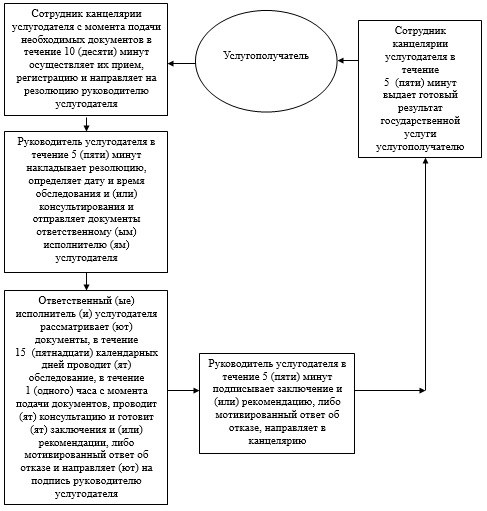 Сотрудник канцелярии
услугодателя с момента подачи
необходимых документов в
течение 10 (десяти) минут
осуществляет их прием,
регистрацию и направляет на
резолюцию руководителю
услугодателя
Услугополучатель
Сотрудник
канцелярии
услугодателя в
течение
5 (пяти) минут
выдает готовый
результат
государственной
услуги
услугополучателю
Руководитель услугодателя в
течение 5 (пяти) минут
накладывает резолюцию,
определяет дату и время
обследования и (или)
консультирования и
отправляет документы
ответственному (ым)
исполнителю (ям)
услугодателя
Ответственный (ые)
исполнитель (и) услугодателя
рассматривает (ют)
документы, в течение
15 (пятнадцати) календарных
дней проводит (ят)
обследование, в течение
1 (одного) часа с момента
подачи документов, проводит
(ят) консультацию и готовит
(ят) заключения и (или)
рекомендации, либо
мотивированный ответ об
отказе и направляет (ют) на
подпись руководителю
услугодателя
Руководитель услугодателя в
течение 5 (пяти) минут
подписывает заключение и
(или) рекомендацию, либо
мотивированный ответ об
отказе, направляет в
канцелярию